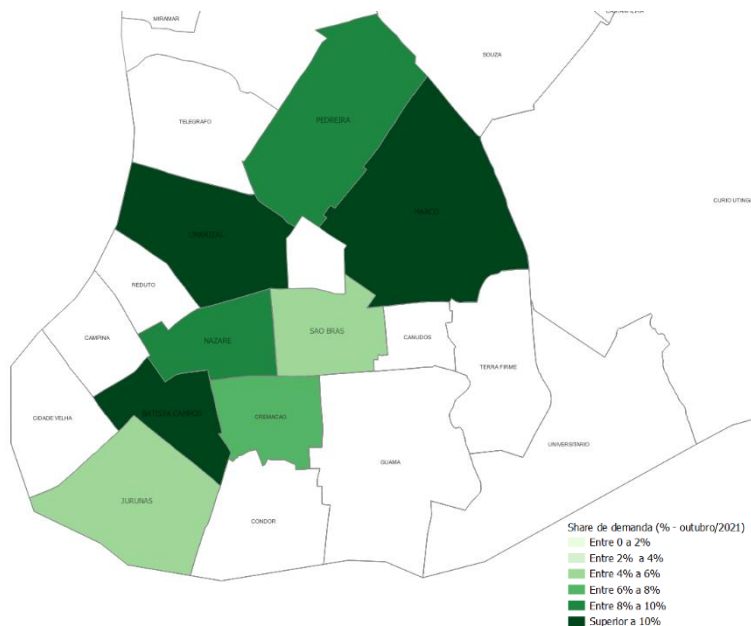 MIRAMAR
SOUZA
TELEGRAFO
PEDREIRA
MARCO
CURIO UTINGA
UMARIZAL
REDUTO
CAMPINA
NAZARE
SAO BRAS
CANUDOS
TERRA FIRME
CIDADE VELHA
BATISTA CAMPOS
CREMACAO
UNIVERSITARIO
GUAMA
JURUNAS
CONDOR
Share de demanda (% - outubro/2021)
Entre 0 a 2%
Entre 2% a 4%
Entre 4% a 6%
Entre 6% a 8%
Entre 8% a 10%
Superior a 10%